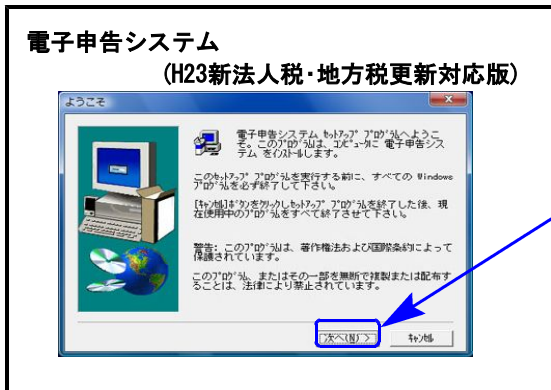 電子申告システム
(H23新法人税･地方税更新対応版)
ようこそ
電子申告システム ｾｯﾄｱｯﾌﾟ ﾌﾟﾛｸﾞﾗﾑへようこ
そ。このﾌﾟﾛｸﾞﾗﾑは、ｺﾝﾋﾟｭｰﾀに 電子申告シス
テム をｲﾝｽﾄｰﾙします。
このｾｯﾄｱｯﾌﾟ ﾌﾟﾛｸﾞﾗﾑを実行する前に、すべての Windows
ﾌﾟﾛｸﾞﾗﾑを必ず終了して下さい。
[ｷｬﾝｾﾙ]ﾎﾞﾀﾝをｸﾘｯｸしｾｯﾄｱｯﾌﾟ ﾌﾟﾛｸﾞﾗﾑを終了した後、現
在使用中のﾌﾟﾛｸﾞﾗﾑをすべて終了させて下さい。
警告: このﾌﾟﾛｸﾞﾗﾑは、著作権法および国際条約によって
保護されています。
このﾌﾟﾛｸﾞﾗﾑ、またはその一部を無断で複製または配布す
ることは、法律により禁止されています。
次へ(N) >
ｷｬﾝｾﾙ